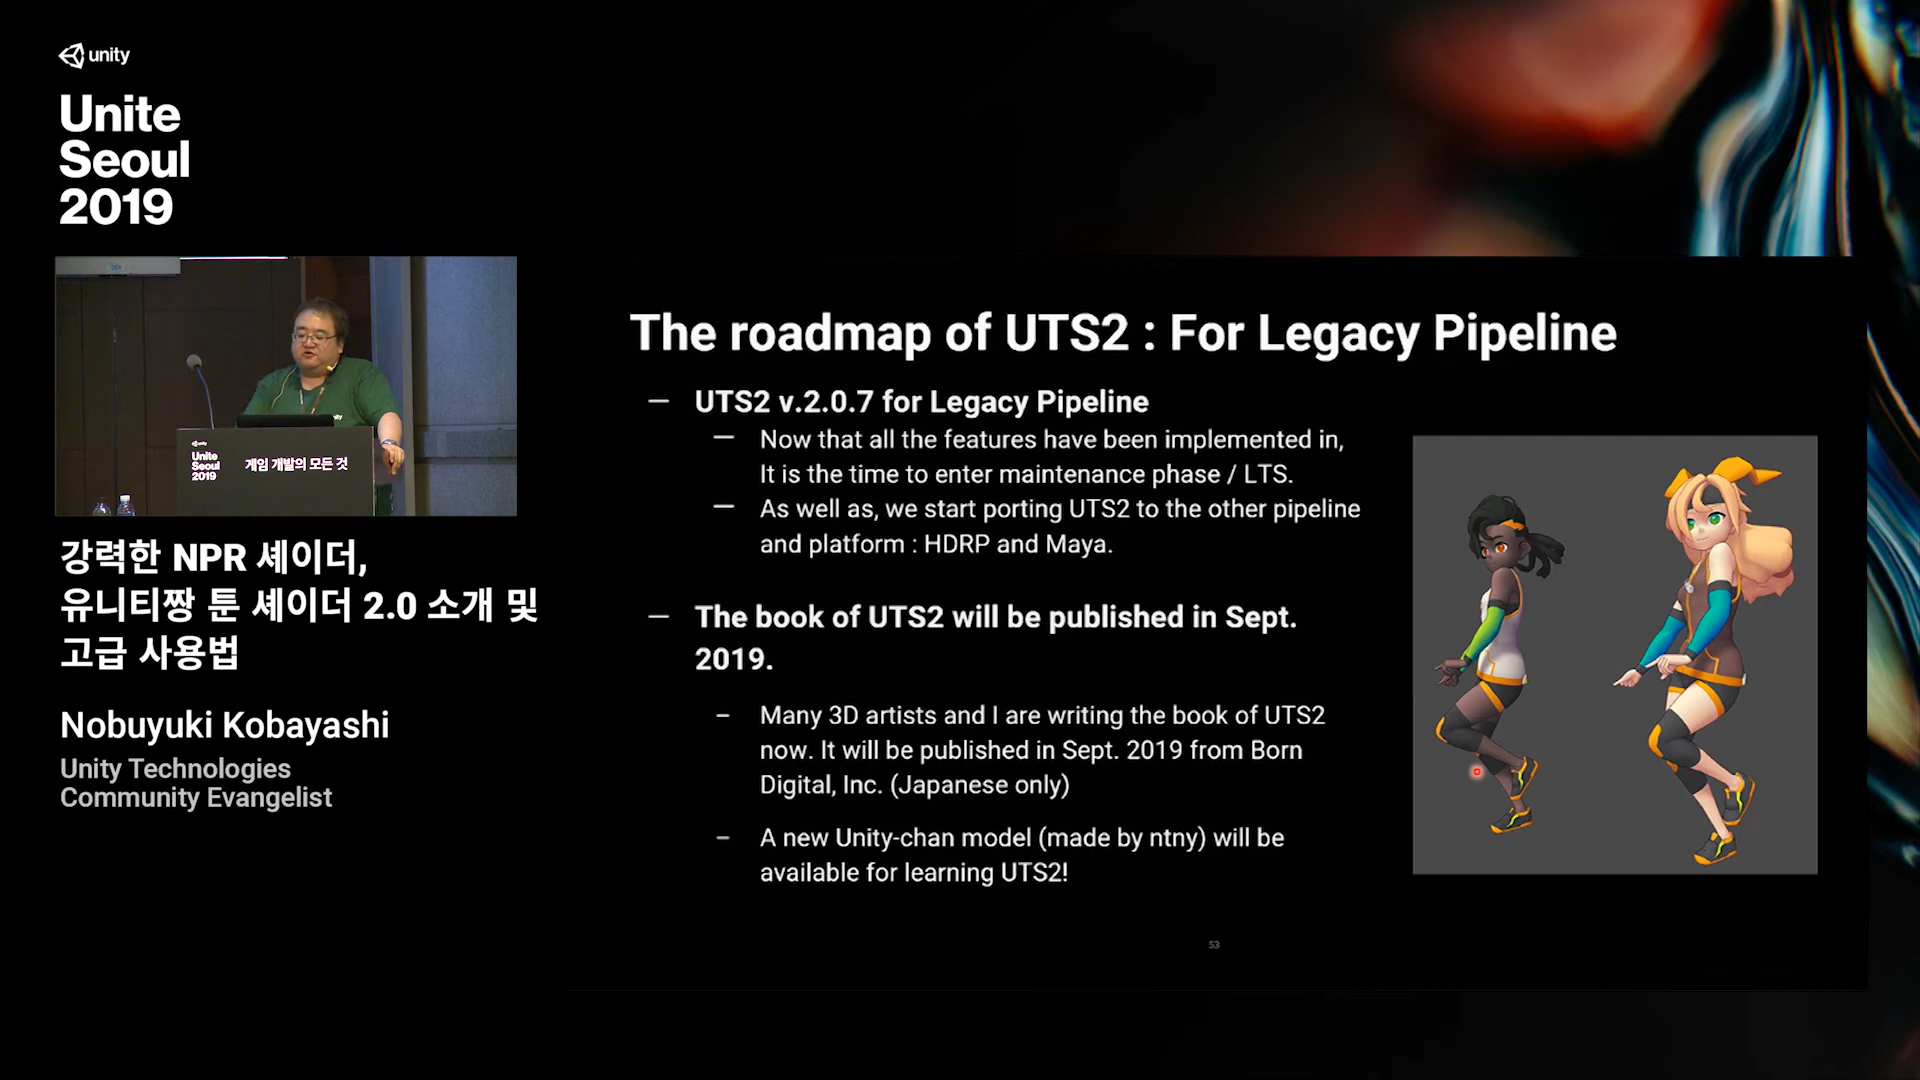 unity
Unite
Seoul
2019
unity
Unite
Seoul
2019
게임 개발의 모든 것
강력한 NPR 셰이더,
유니티짱 툰 셰이더 2.0 소개 및
고급 사용법
Nobuyuki Kobayashi
Unity Technologies
Community Evangelist
The roadmap of UTS2 : For Legacy Pipeline
— UTS2 v.2.0.7 for Legacy Pipeline
— Now that all the features have been implemented in,
It is the time to enter maintenance phase / LTS.
— As well as, we start porting UTS2 to the other pipeline
and platform : HDRP and Maya.
— The book of UTS2 will be published in Sept.
2019.
– Many 3D artists and I are writing the book of UTS2
now. It will be published in Sept. 2019 from Born
Digital, Inc. (Japanese only)
– A new Unity-chan model (made by ntny) will be
available for learning UTS2!
53